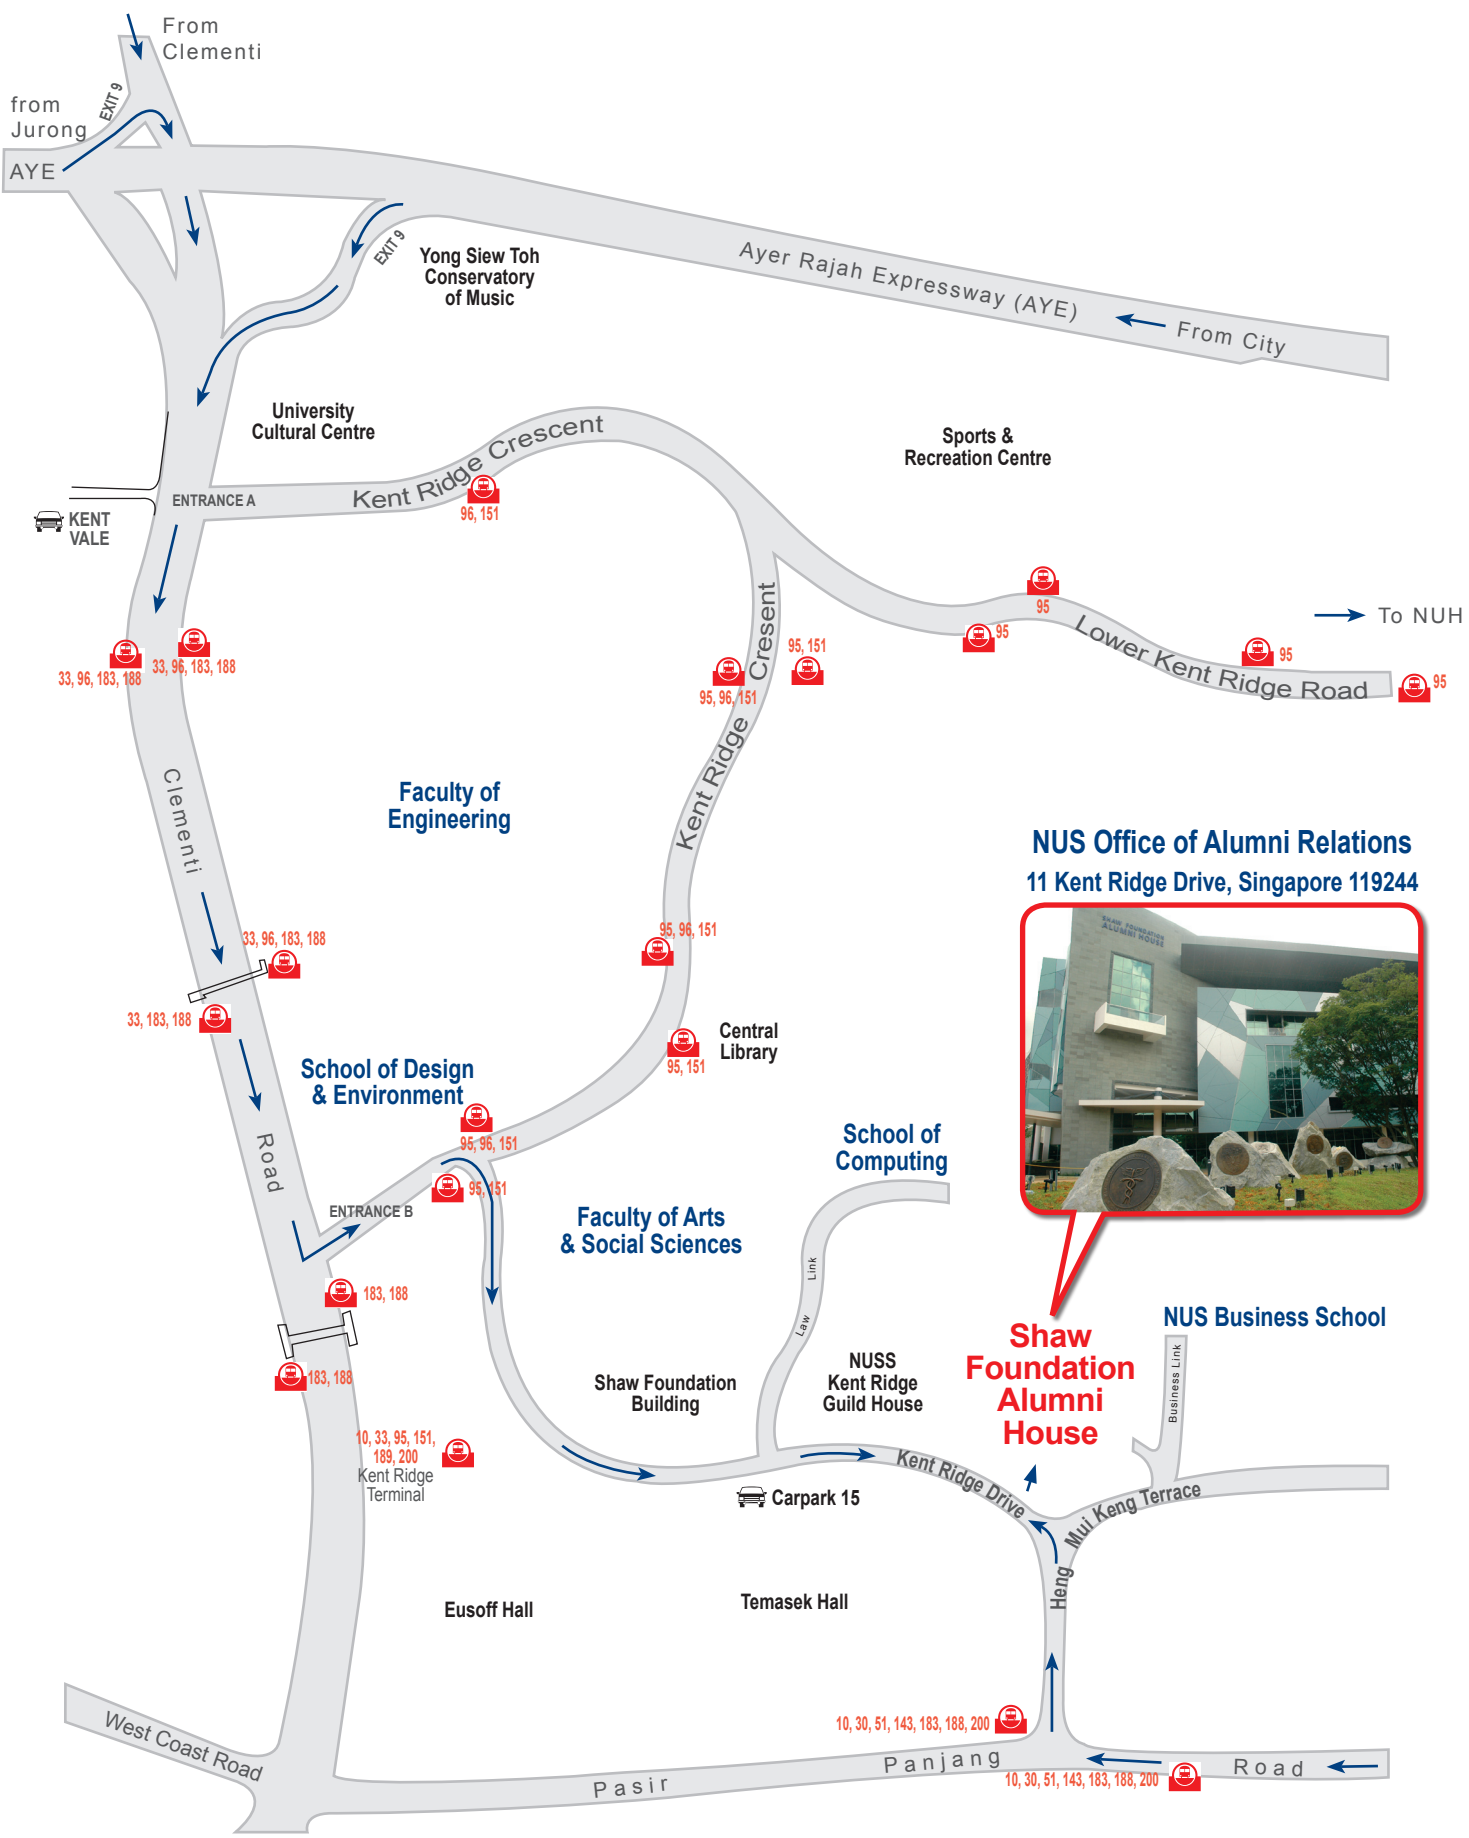 From
Clementi
from
Jurong
EXIT 9
AYE
EXIT 9
Yong Siew Toh
Conservatory
of Music
Ayer Rajah Expressway (AYE)
From City
University
Cultural Centre
Kent Ridge Crescent
Sports &
Recreation Centre
ENTRANCE A
96, 151
KENT
VALE
95
95
To NUH
Lower Kent Ridge Road
95
95
33, 96, 183, 188
33, 96, 183, 188
95, 151
95, 96, 151
Kent Ridge Cresent
Clementi
Road
Faculty of
Engineering
NUS Office of Alumni Relations
11 Kent Ridge Drive, Singapore 119244
SHAW FOUNDATION
ALUMNI HOUSE
33, 96, 183, 188
95, 96, 151
33, 183, 188
Central
Library
95, 151
School of Design
& Environment
95, 96, 151
95, 151
School of
Computing
ENTRANCE B
Faculty of Arts
& Social Sciences
Law Link
183, 188
183, 188
Shaw
Foundation
Alumni
House
NUS Business School
Business Link
NUSS
Kent Ridge
Guild House
Shaw Foundation
Building
10, 33, 95, 151,
189, 200
Kent Ridge
Terminal
Kent Ridge Drive
Carpark 15
Heng Mui Keng Terrace
Eusoff Hall
Temasek Hall
West Coast Road
10, 30, 51, 143, 183, 188, 200
Pasir Panjang Road
10, 30, 51, 143, 183, 188, 200